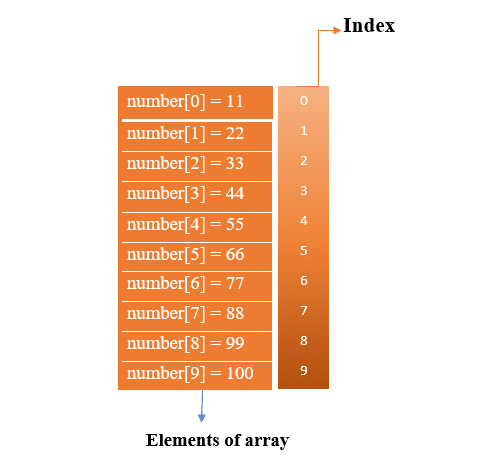 Index
number[0] = 11 0
number[1] = 22 1
number[2] = 33 2
number[3] = 44 3
number[4] = 55 4
number[5] = 66 5
number[6] = 77 6
number[7] = 88 7
number[8] = 99 8
number[9] = 100 9
Elements of array